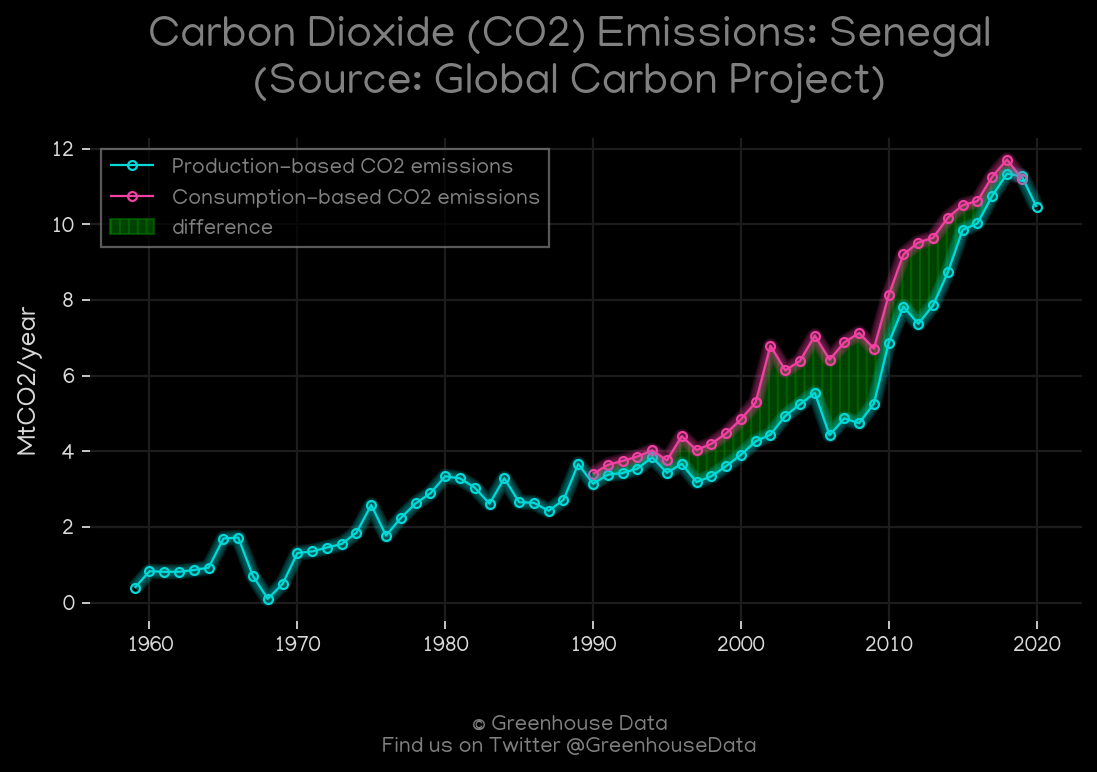 Carbon Dioxide (CO2) Emissions: Senegal
(Source: Global Carbon Project)
Production-based CO2 emissions
Consumption-based CO2 emissions
difference
MtCO2/year
12
10
8
6
4
2
0
1960 1970 1980 1990 2000 2010 2020
© Greenhouse Data
Find us on Twitter @GreenhouseData